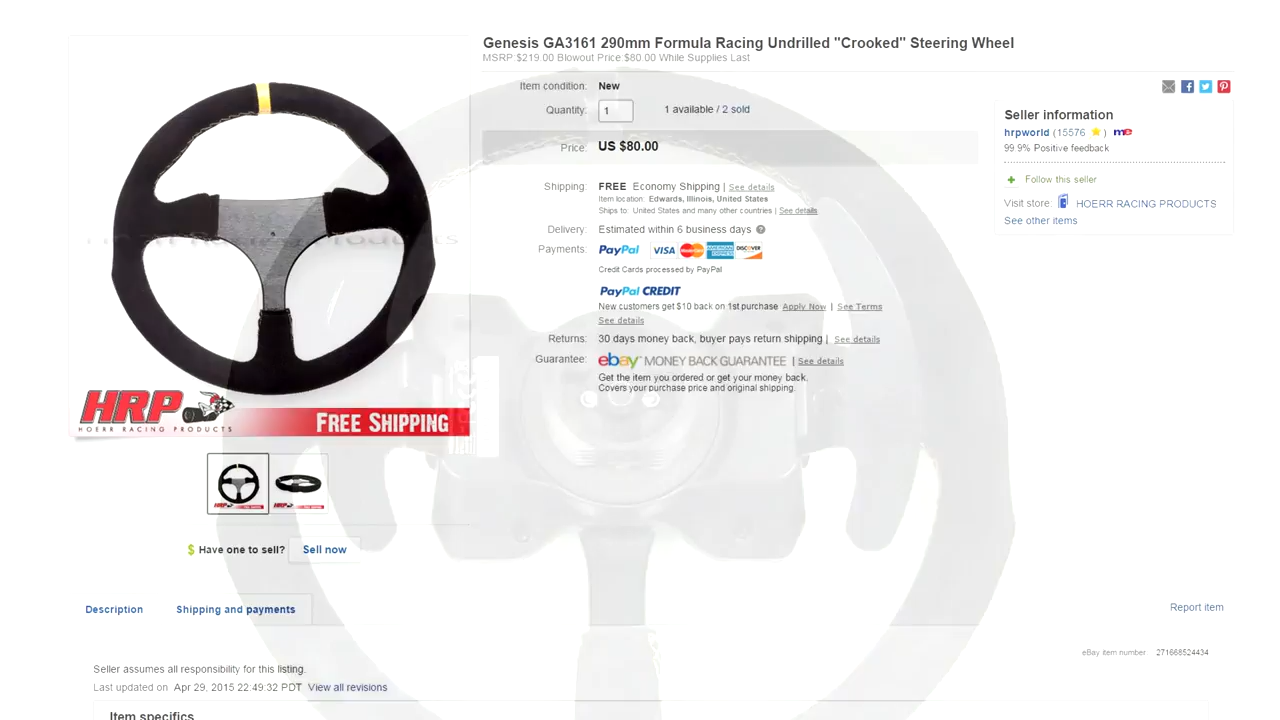 Genesis GA3161 290mm Formula Racing Undrilled "Crooked" Steering Wheel
MSRP:$219.00 Blowout Price:$80.00 While Supplies Last
Item condition: New
Quantity: 1 1 available / 2 sold
Price: US $80.00
Shipping: FREE Economy Shipping | See details
Item location: Edwards, Illinois, United States
Ships to: United States and many other countries | See details
Delivery: Estimated within 6 business days
Payments: PayPal VISA MasterCard AMERICAN EXPRESS DISCOVER
Credit Cards processed by PayPal
PayPal CREDIT
New customers get $10 back on 1st purchase Apply Now | See Terms
See details
Returns: 30 days money back, buyer pays return shipping | See details
Guarantee: ebay MONEY BACK GUARANTEE | See details
Get the item you ordered or get your money back.
Covers your purchase price and original shipping.
Seller information
hrpworld (15576 ) me
99.9% Positive feedback
+ Follow this seller
Visit store: HOERR RACING PRODUCTS
See other items
HRP
HOERR RACING PRODUCTS
FREE SHIPPING
$ Have one to sell? Sell now
Description Shipping and payments
Report item
eBay item number: 271668524434
Seller assumes all responsibility for this listing.
Last updated on Apr 29, 2015 22:49:32 PDT View all revisions
Item specifics